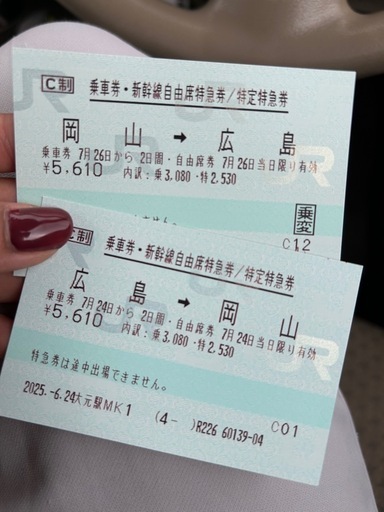 C制 乗車券・新幹線自由席特急券/特定特急券
岡 山 → 広 島
乗車券 7月26日から 2日間・自由席券 7月26日当日限り有効
¥5,610 内訳:乗3,080・特2,530
乗変
C12
C制 乗車券・新幹線自由席特急券/特定特急券
広 島 → 岡 山
乗車券 7月24日から 2日間・自由席券 7月24日当日限り有効
¥5,610 内訳:乗3,080・特2,530
特急券は途中出場できません。
2025.-6.24大元駅MK1 (4- )R226 60139-04 C01